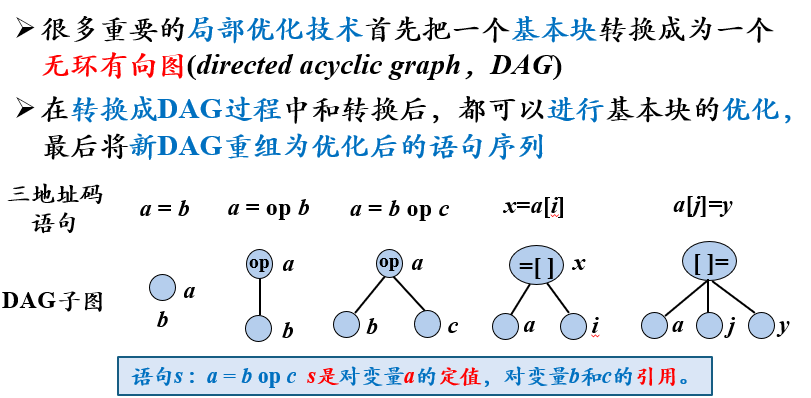 ➢很多重要的局部优化技术首先把一个基本块转换成为一个
无环有向图(directed acyclic graph，DAG)
➢在转换成DAG过程中和转换后，都可以进行基本块的优化，
最后将新DAG重组为优化后的语句序列
三地址码
语句
a = b
a = op b
a = b op c
x=a[i]
a[j]=y
DAG子图
a
b
op a
b
op a
b c
=[ ] x
a i
[ ]=
a j y
语句s：a = b op c s是对变量a的定值，对变量b和c的引用。